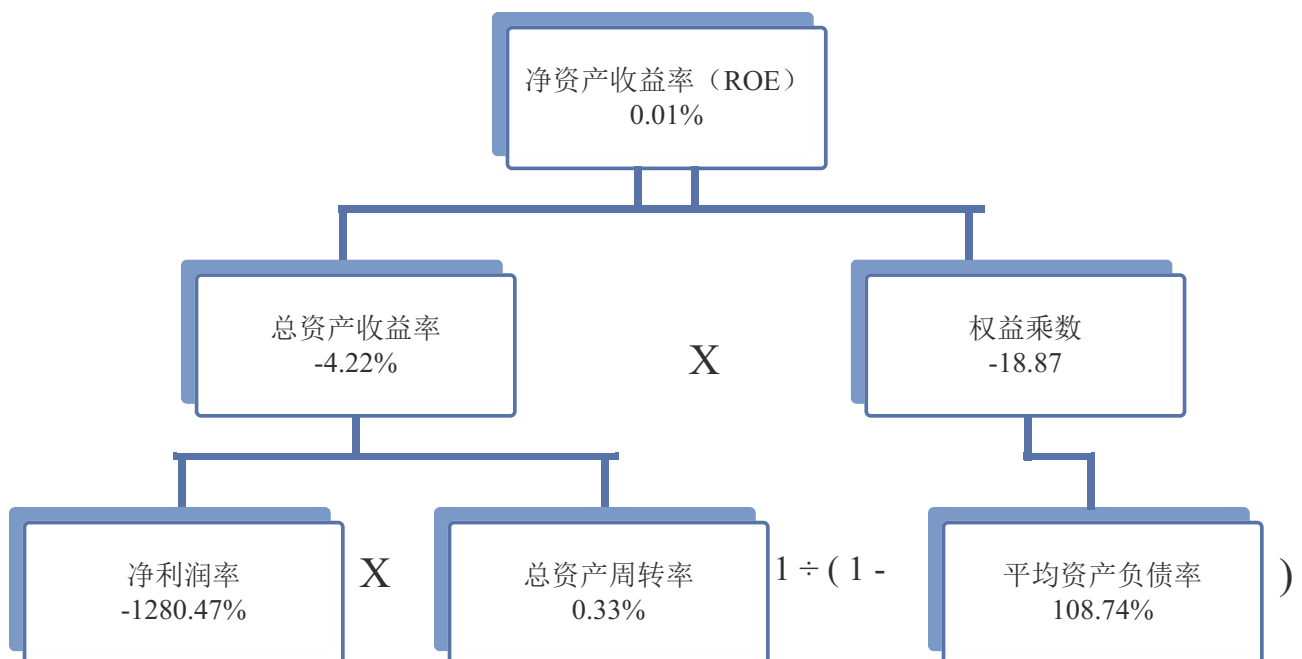 净资产收益率（ROE）
0.01%
总资产收益率
-4.22%
X
权益乘数
-18.87
净利润率
-1280.47%
X
总资产周转率
0.33%
1 ÷ ( 1 -
平均资产负债率
108.74%
)